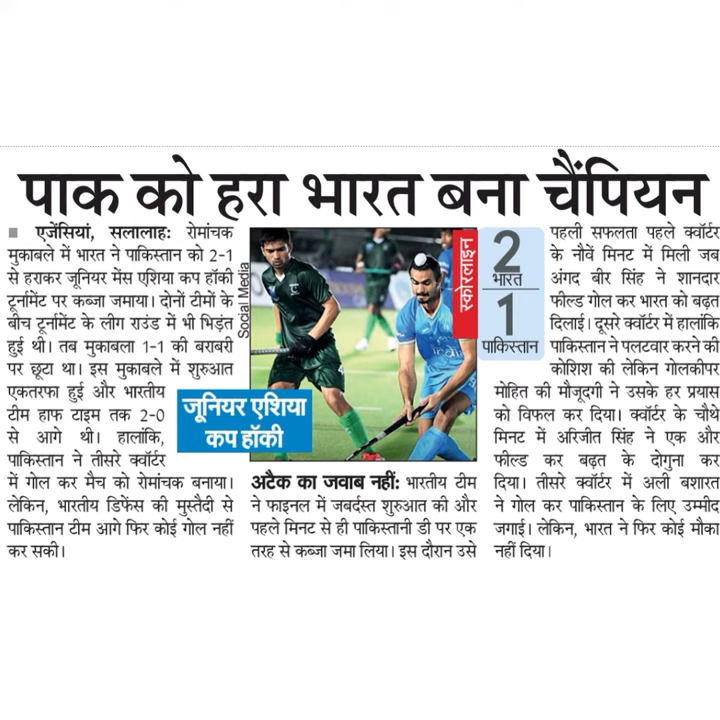 पाक को हरा भारत बना चैंपियन
एजेंसियां, सलालाह: रोमांचक
मुकाबले में भारत ने पाकिस्तान को 2-1
से हराकर जूनियर मेंस एशिया कप हॉकी
टूर्नामेंट पर कब्जा जमाया। दोनों टीमों के
बीच टूर्नामेंट के लीग राउंड में भी भिड़ंत
हुई थी। तब मुकाबला 1-1 की बराबरी
पर छूटा था। इस मुकाबले में शुरुआत
एकतरफा हुई और भारतीय
टीम हाफ टाइम तक 2-0
से आगे थी। हालांकि,
पाकिस्तान ने तीसरे क्वॉर्टर
में गोल कर मैच को रोमांचक बनाया।
लेकिन, भारतीय डिफेंस की मुस्तैदी से
पाकिस्तान टीम आगे फिर कोई गोल नहीं
कर सकी।
Social Media
जूनियर एशिया
कप हॉकी
स्कोरलाइन
2
भारत
1
पाकिस्तान
अटैक का जवाब नहीं: भारतीय टीम
ने फाइनल में जबर्दस्त शुरुआत की और
पहले मिनट से ही पाकिस्तानी डी पर एक
तरह से कब्जा जमा लिया। इस दौरान उसे
पहली सफलता पहले क्वॉर्टर
के नौवें मिनट में मिली जब
अंगद बीर सिंह ने शानदार
फील्ड गोल कर भारत को बढ़त
दिलाई। दूसरे क्वॉर्टर में हालांकि
पाकिस्तान ने पलटवार करने की
कोशिश की लेकिन गोलकीपर
मोहित की मौजूदगी ने उसके हर प्रयास
को विफल कर दिया। क्वॉर्टर के चौथे
मिनट में अरिजीत सिंह ने एक और
फील्ड कर बढ़त के दोगुना कर
दिया। तीसरे क्वॉर्टर में अली बशारत
ने गोल कर पाकिस्तान के लिए उम्मीद
जगाई। लेकिन, भारत ने फिर कोई मौका
नहीं दिया।